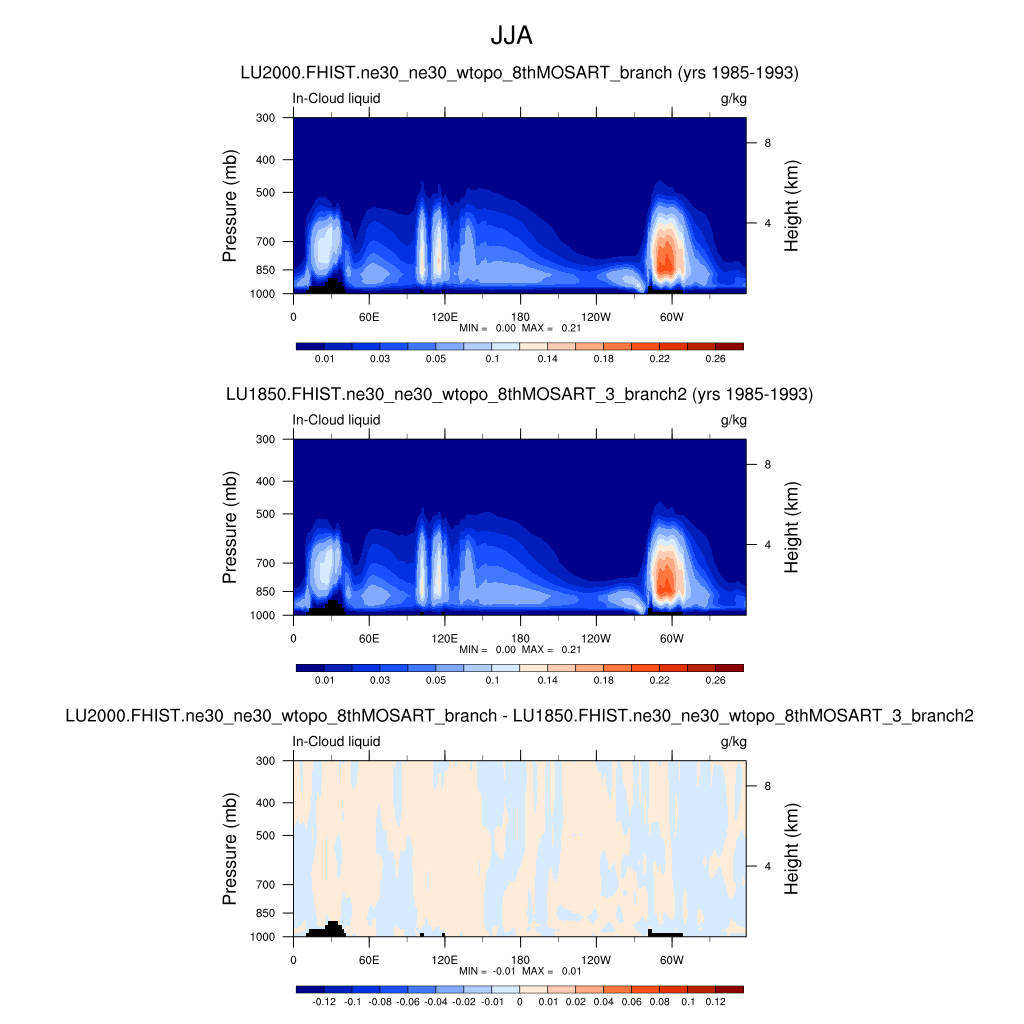 JJA
LU2000.FHIST.ne30_ne30_wtopo_8thMOSART_branch (yrs 1985-1993)
In-Cloud liquid g/kg
300
400
500
700
850
1000
Pressure (mb)
8
4
Height (km)
0 60E 120E 180 120W 60W
MIN = 0.00 MAX = 0.21
0.01 0.03 0.05 0.1 0.14 0.18 0.22 0.26
LU1850.FHIST.ne30_ne30_wtopo_8thMOSART_3_branch2 (yrs 1985-1993)
In-Cloud liquid g/kg
300
400
500
700
850
1000
Pressure (mb)
8
4
Height (km)
0 60E 120E 180 120W 60W
MIN = 0.00 MAX = 0.21
0.01 0.03 0.05 0.1 0.14 0.18 0.22 0.26
LU2000.FHIST.ne30_ne30_wtopo_8thMOSART_branch - LU1850.FHIST.ne30_ne30_wtopo_8thMOSART_3_branch2
In-Cloud liquid g/kg
300
400
500
700
850
1000
Pressure (mb)
8
4
Height (km)
0 60E 120E 180 120W 60W
MIN = -0.01 MAX = 0.01
-0.12 -0.1 -0.08 -0.06 -0.04 -0.02 -0.01 0 0.01 0.02 0.04 0.06 0.08 0.1 0.12